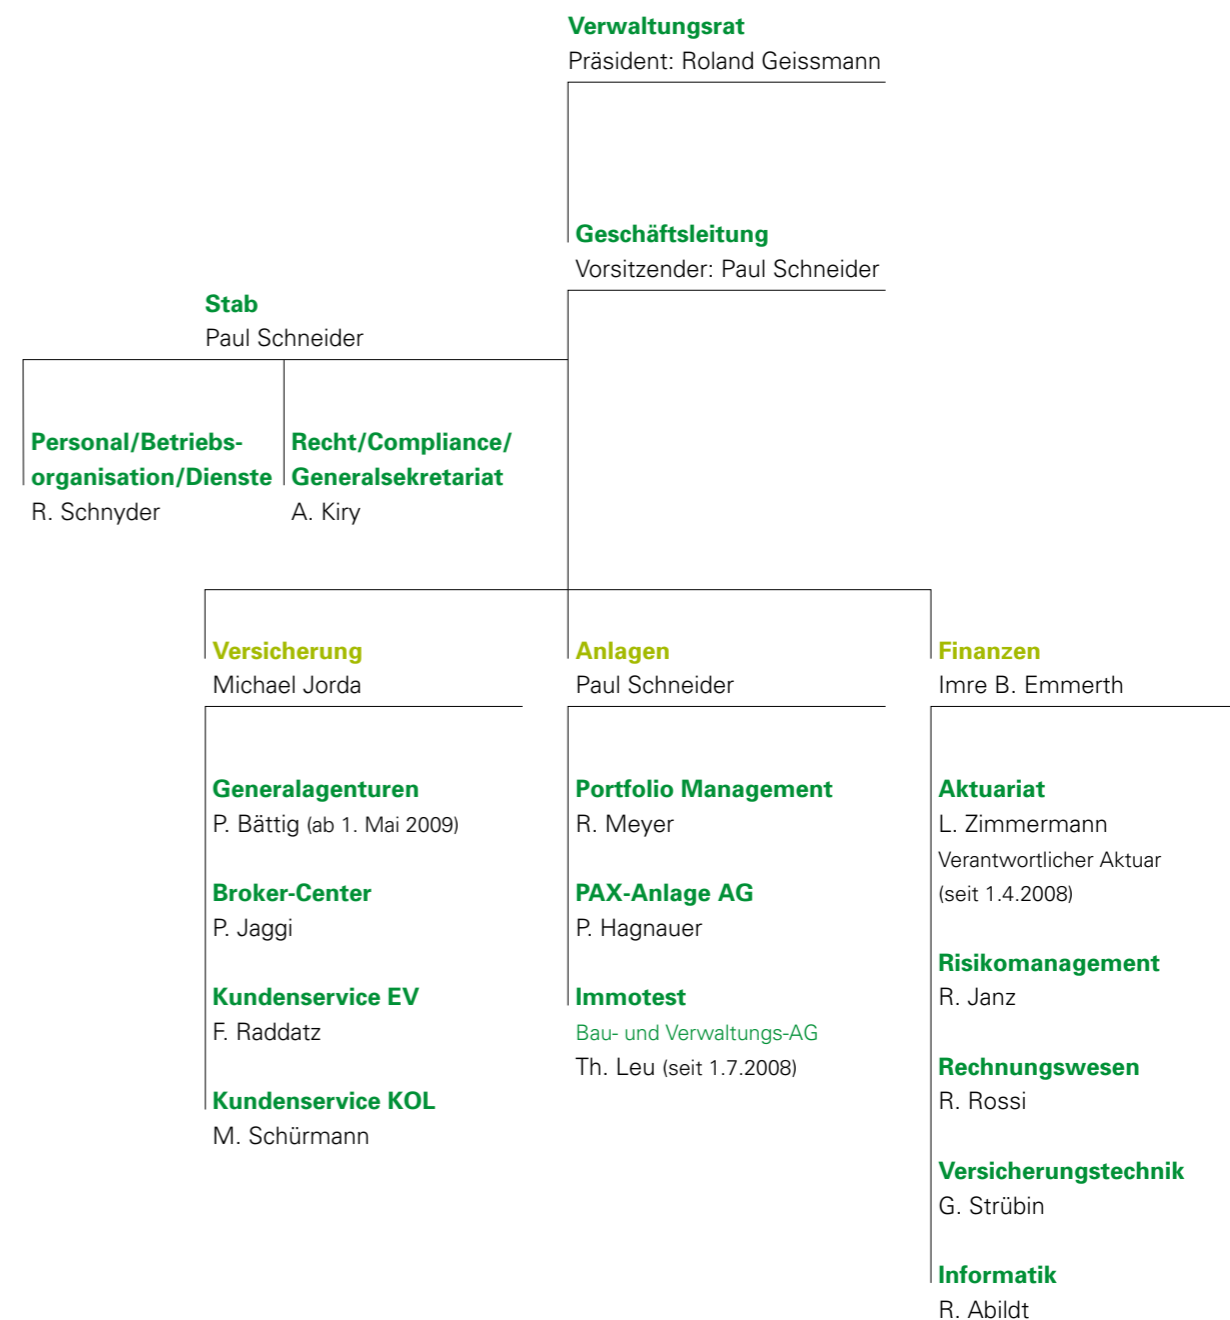 Verwaltungsrat
Präsident: Roland Geissmann
Geschäftsleitung
Vorsitzender: Paul Schneider
Stab
Paul Schneider
Personal/Betriebs-
organisation/Dienste
R. Schnyder
Recht/Compliance/
Generalsekretariat
A. Kiry
Versicherung
Michael Jorda
Generalagenturen
P. Bättig (ab 1. Mai 2009)
Broker-Center
P. Jaggi
Kundenservice EV
F. Raddatz
Kundenservice KOL
M. Schürmann
Anlagen
Paul Schneider
Portfolio Management
R. Meyer
PAX-Anlage AG
P. Hagnauer
Immotest
Bau- und Verwaltungs-AG
Th. Leu (seit 1.7.2008)
Finanzen
Imre B. Emmerth
Aktuariat
L. Zimmermann
Verantwortlicher Aktuar
(seit 1.4.2008)
Risikomanagement
R. Janz
Rechnungswesen
R. Rossi
Versicherungstechnik
G. Strübin
Informatik
R. Abildt